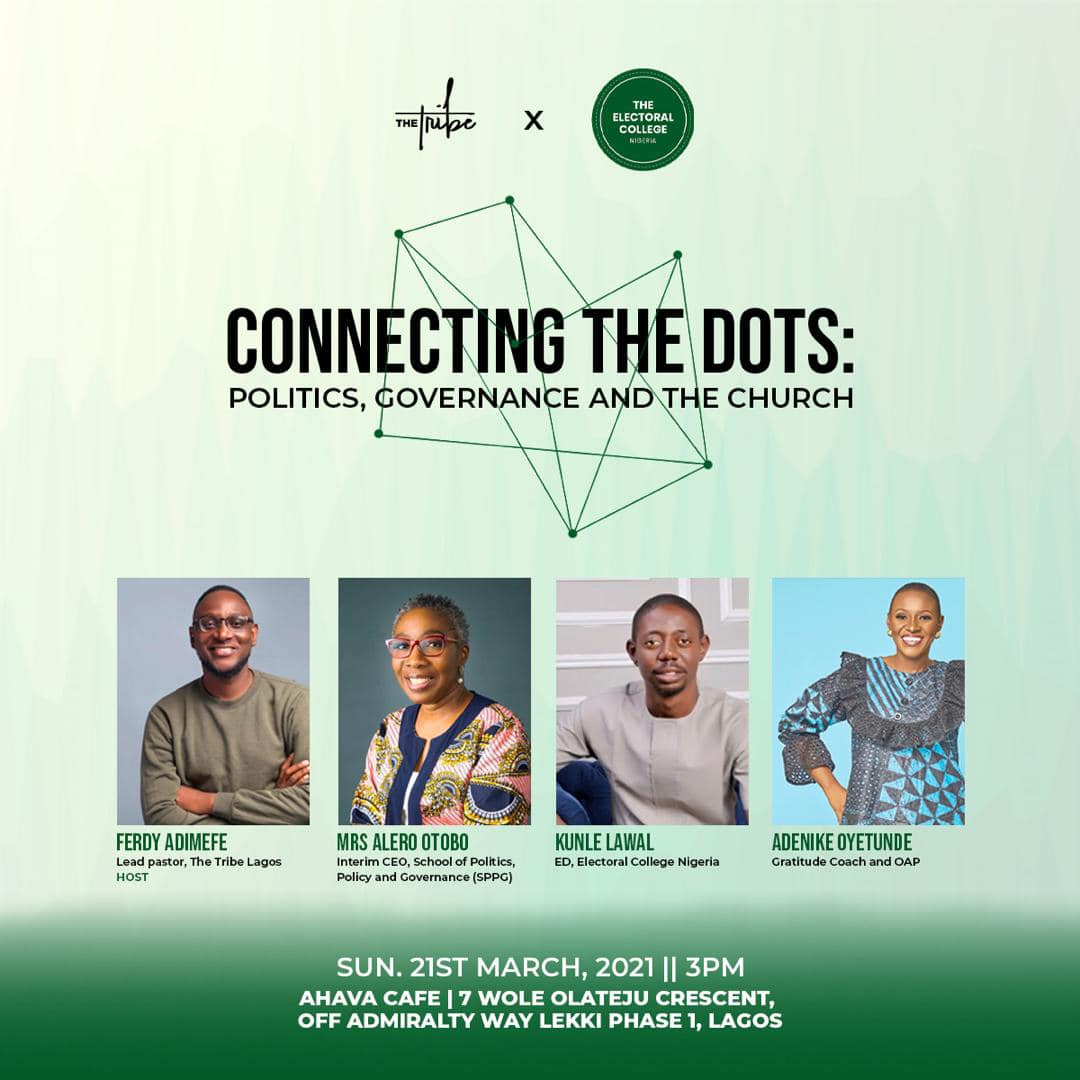 THE tribe
X
THE
ELECTORAL
COLLEGE
NIGERIA
CONNECTING THE DOTS:
POLITICS, GOVERNANCE AND THE CHURCH
FERDY ADIMEFE
Lead pastor, The Tribe Lagos
HOST
MRS ALERO OTOBO
Interim CEO, School of Politics,
Policy and Governance (SPPG)
KUNLE LAWAL
ED, Electoral College Nigeria
ADENIKE OYETUNDE
Gratitude Coach and OAP
SUN. 21ST MARCH, 2021 || 3PM
AHAVA CAFE | 7 WOLE OLATEJU CRESCENT,
OFF ADMIRALTY WAY LEKKI PHASE 1, LAGOS